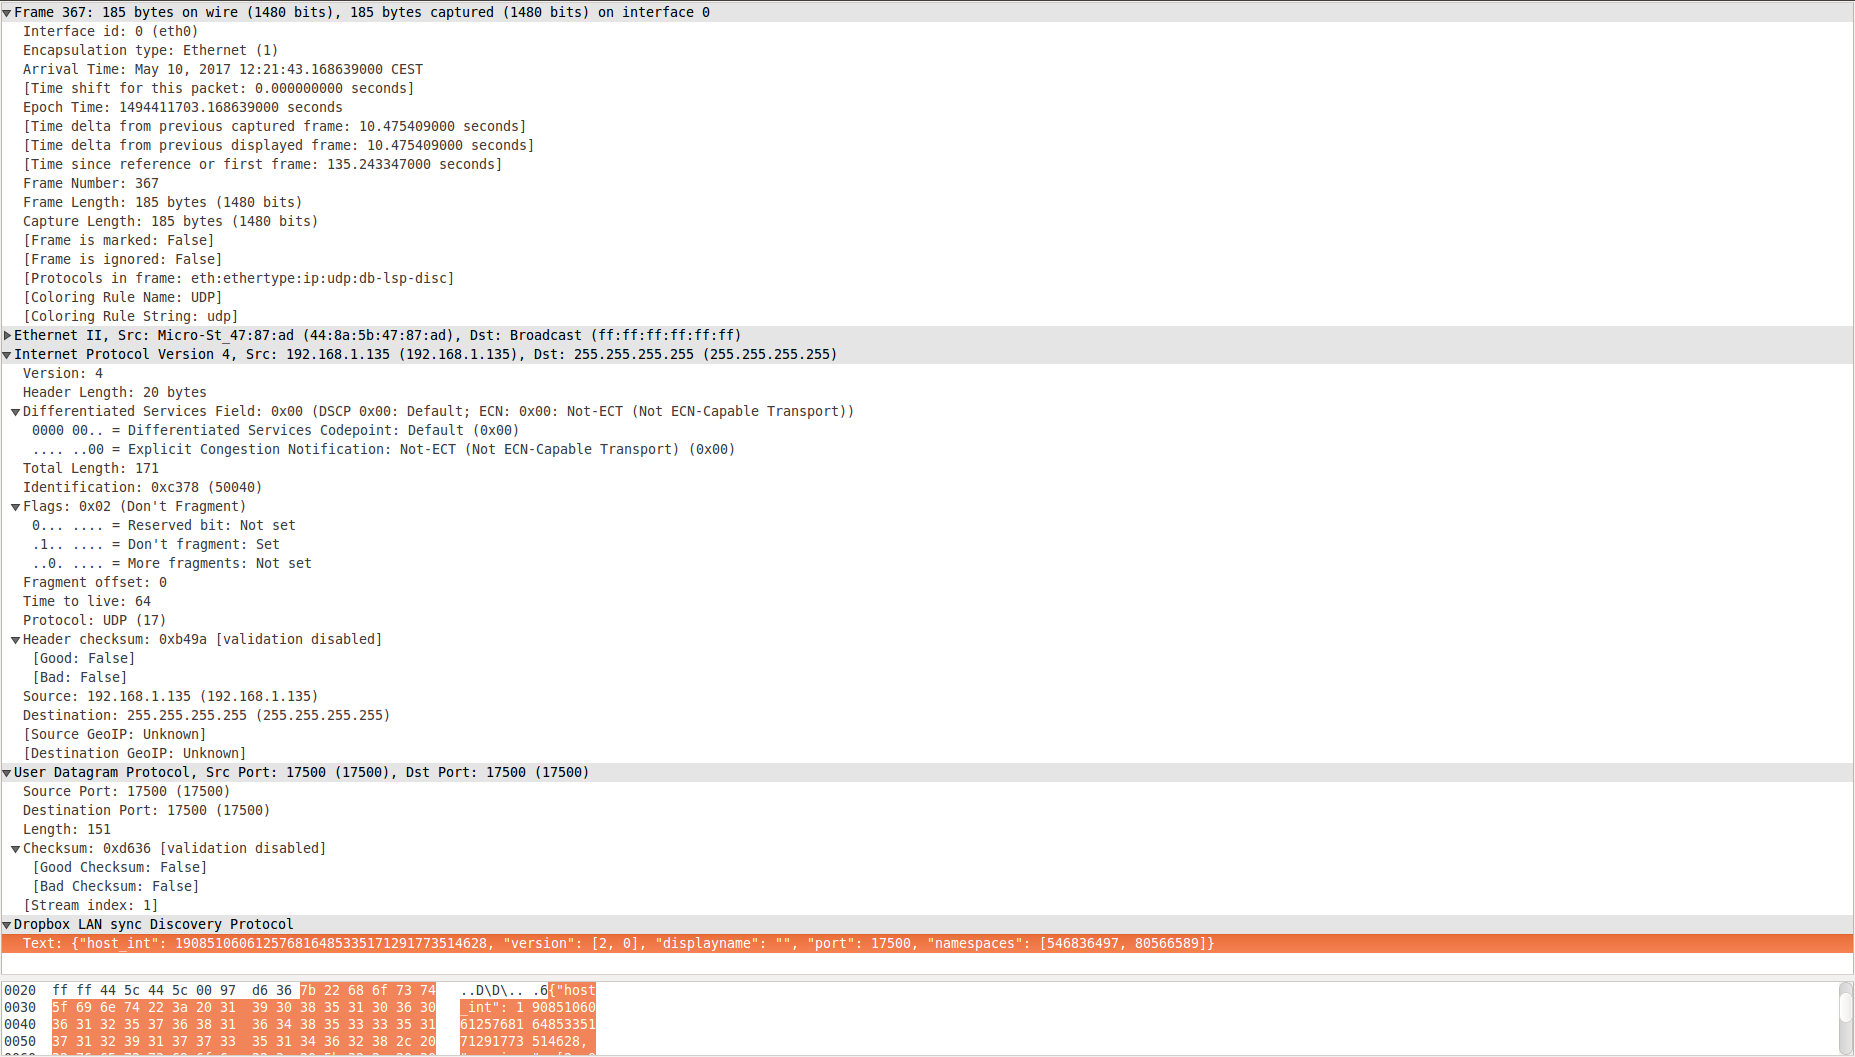 Frame 367: 185 bytes on wire (1480 bits), 185 bytes captured (1480 bits) on interface 0
Interface id: 0 (eth0)
Encapsulation type: Ethernet (1)
Arrival Time: May 10, 2017 12:21:43.168639000 CEST
[Time shift for this packet: 0.000000000 seconds]
Epoch Time: 1494411703.168639000 seconds
[Time delta from previous captured frame: 10.475409000 seconds]
[Time delta from previous displayed frame: 10.475409000 seconds]
[Time since reference or first frame: 135.243347000 seconds]
Frame Number: 367
Frame Length: 185 bytes (1480 bits)
Capture Length: 185 bytes (1480 bits)
[Frame is marked: False]
[Frame is ignored: False]
[Protocols in frame: eth:ethertype:ip:udp:db-lsp-disc]
[Coloring Rule Name: UDP]
[Coloring Rule String: udp]
Ethernet II, Src: Micro-St_47:87:ad (44:8a:5b:47:87:ad), Dst: Broadcast (ff:ff:ff:ff:ff:ff)
Internet Protocol Version 4, Src: 192.168.1.135 (192.168.1.135), Dst: 255.255.255.255 (255.255.255.255)
Version: 4
Header Length: 20 bytes
Differentiated Services Field: 0x00 (DSCP 0x00: Default; ECN: 0x00: Not-ECT (Not ECN-Capable Transport))
0000 00.. = Differentiated Services Codepoint: Default (0x00)
.... ..00 = Explicit Congestion Notification: Not-ECT (Not ECN-Capable Transport) (0x00)
Total Length: 171
Identification: 0xc378 (50040)
Flags: 0x02 (Don't Fragment)
0... .... = Reserved bit: Not set
.1.. .... = Don't fragment: Set
..0. .... = More fragments: Not set
Fragment offset: 0
Time to live: 64
Protocol: UDP (17)
Header checksum: 0xb49a [validation disabled]
[Good: False]
[Bad: False]
Source: 192.168.1.135 (192.168.1.135)
Destination: 255.255.255.255 (255.255.255.255)
[Source GeoIP: Unknown]
[Destination GeoIP: Unknown]
User Datagram Protocol, Src Port: 17500 (17500), Dst Port: 17500 (17500)
Source Port: 17500 (17500)
Destination Port: 17500 (17500)
Length: 151
Checksum: 0xd636 [validation disabled]
[Good Checksum: False]
[Bad Checksum: False]
[Stream index: 1]
Dropbox LAN sync Discovery Protocol
Text: {"host_int": 190851060612576816485335171291773514628, "version": [2, 0], "displayname": "", "port": 17500, "namespaces": [546836497, 80566589]}
0020 ff ff 44 5c 44 5c 00 97 d6 36 7b 22 68 6f 73 74 ..D\D\.. .6{"host
0030 5f 69 6e 74 22 3a 20 31 39 30 38 35 31 30 36 30 _int": 1 90851060
0040 36 31 32 35 37 36 38 31 36 34 38 35 33 33 35 31 61257681 64853351
0050 37 31 32 39 31 37 37 33 35 31 34 36 32 38 2c 20 71291773 514628,